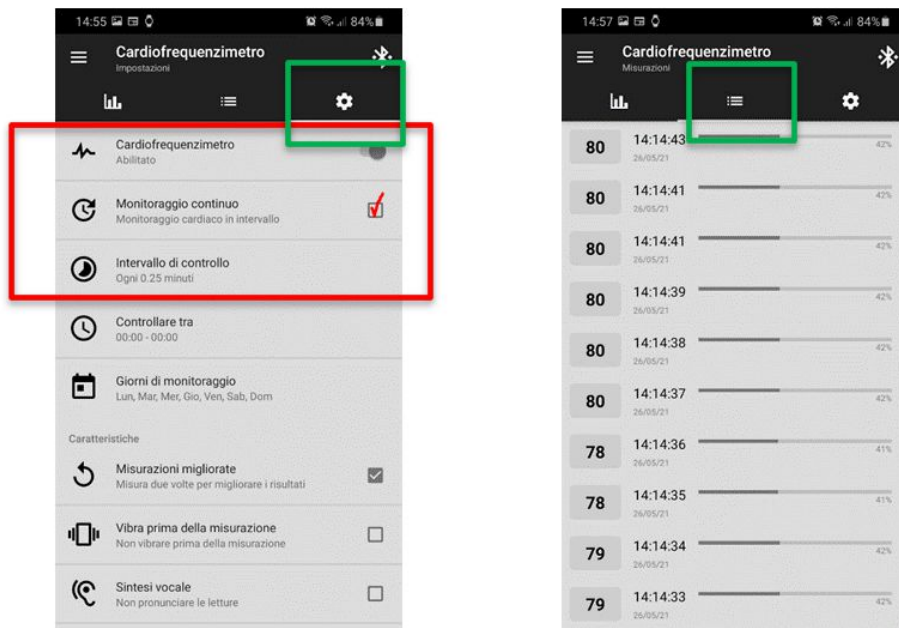 14:55
84%
Cardiofrequenzimetro
Impostazioni
Cardiofrequenzimetro
Abilitato
Monitoraggio continuo
Monitoraggio cardiaco in intervallo
Intervallo di controllo
Ogni 0.25 minuti
Controllare tra
00:00 - 00:00
Giorni di monitoraggio
Lun, Mar, Mer, Gio, Ven, Sab, Dom
Caratteristiche
Misurazioni migliorate
Misura due volte per migliorare i risultati
Vibra prima della misurazione
Non vibrare prima della misurazione
Sintesi vocale
Non pronunciare le letture
14:57
84%
Cardiofrequenzimetro
Misurazioni
80 14:14:43 42%
26/05/21
80 14:14:41 42%
26/05/21
80 14:14:41 42%
26/05/21
80 14:14:39 42%
26/05/21
80 14:14:38 42%
26/05/21
80 14:14:37 42%
26/05/21
78 14:14:36 41%
26/05/21
78 14:14:35 41%
26/05/21
79 14:14:34 42%
26/05/21
79 14:14:33 42%
26/05/21